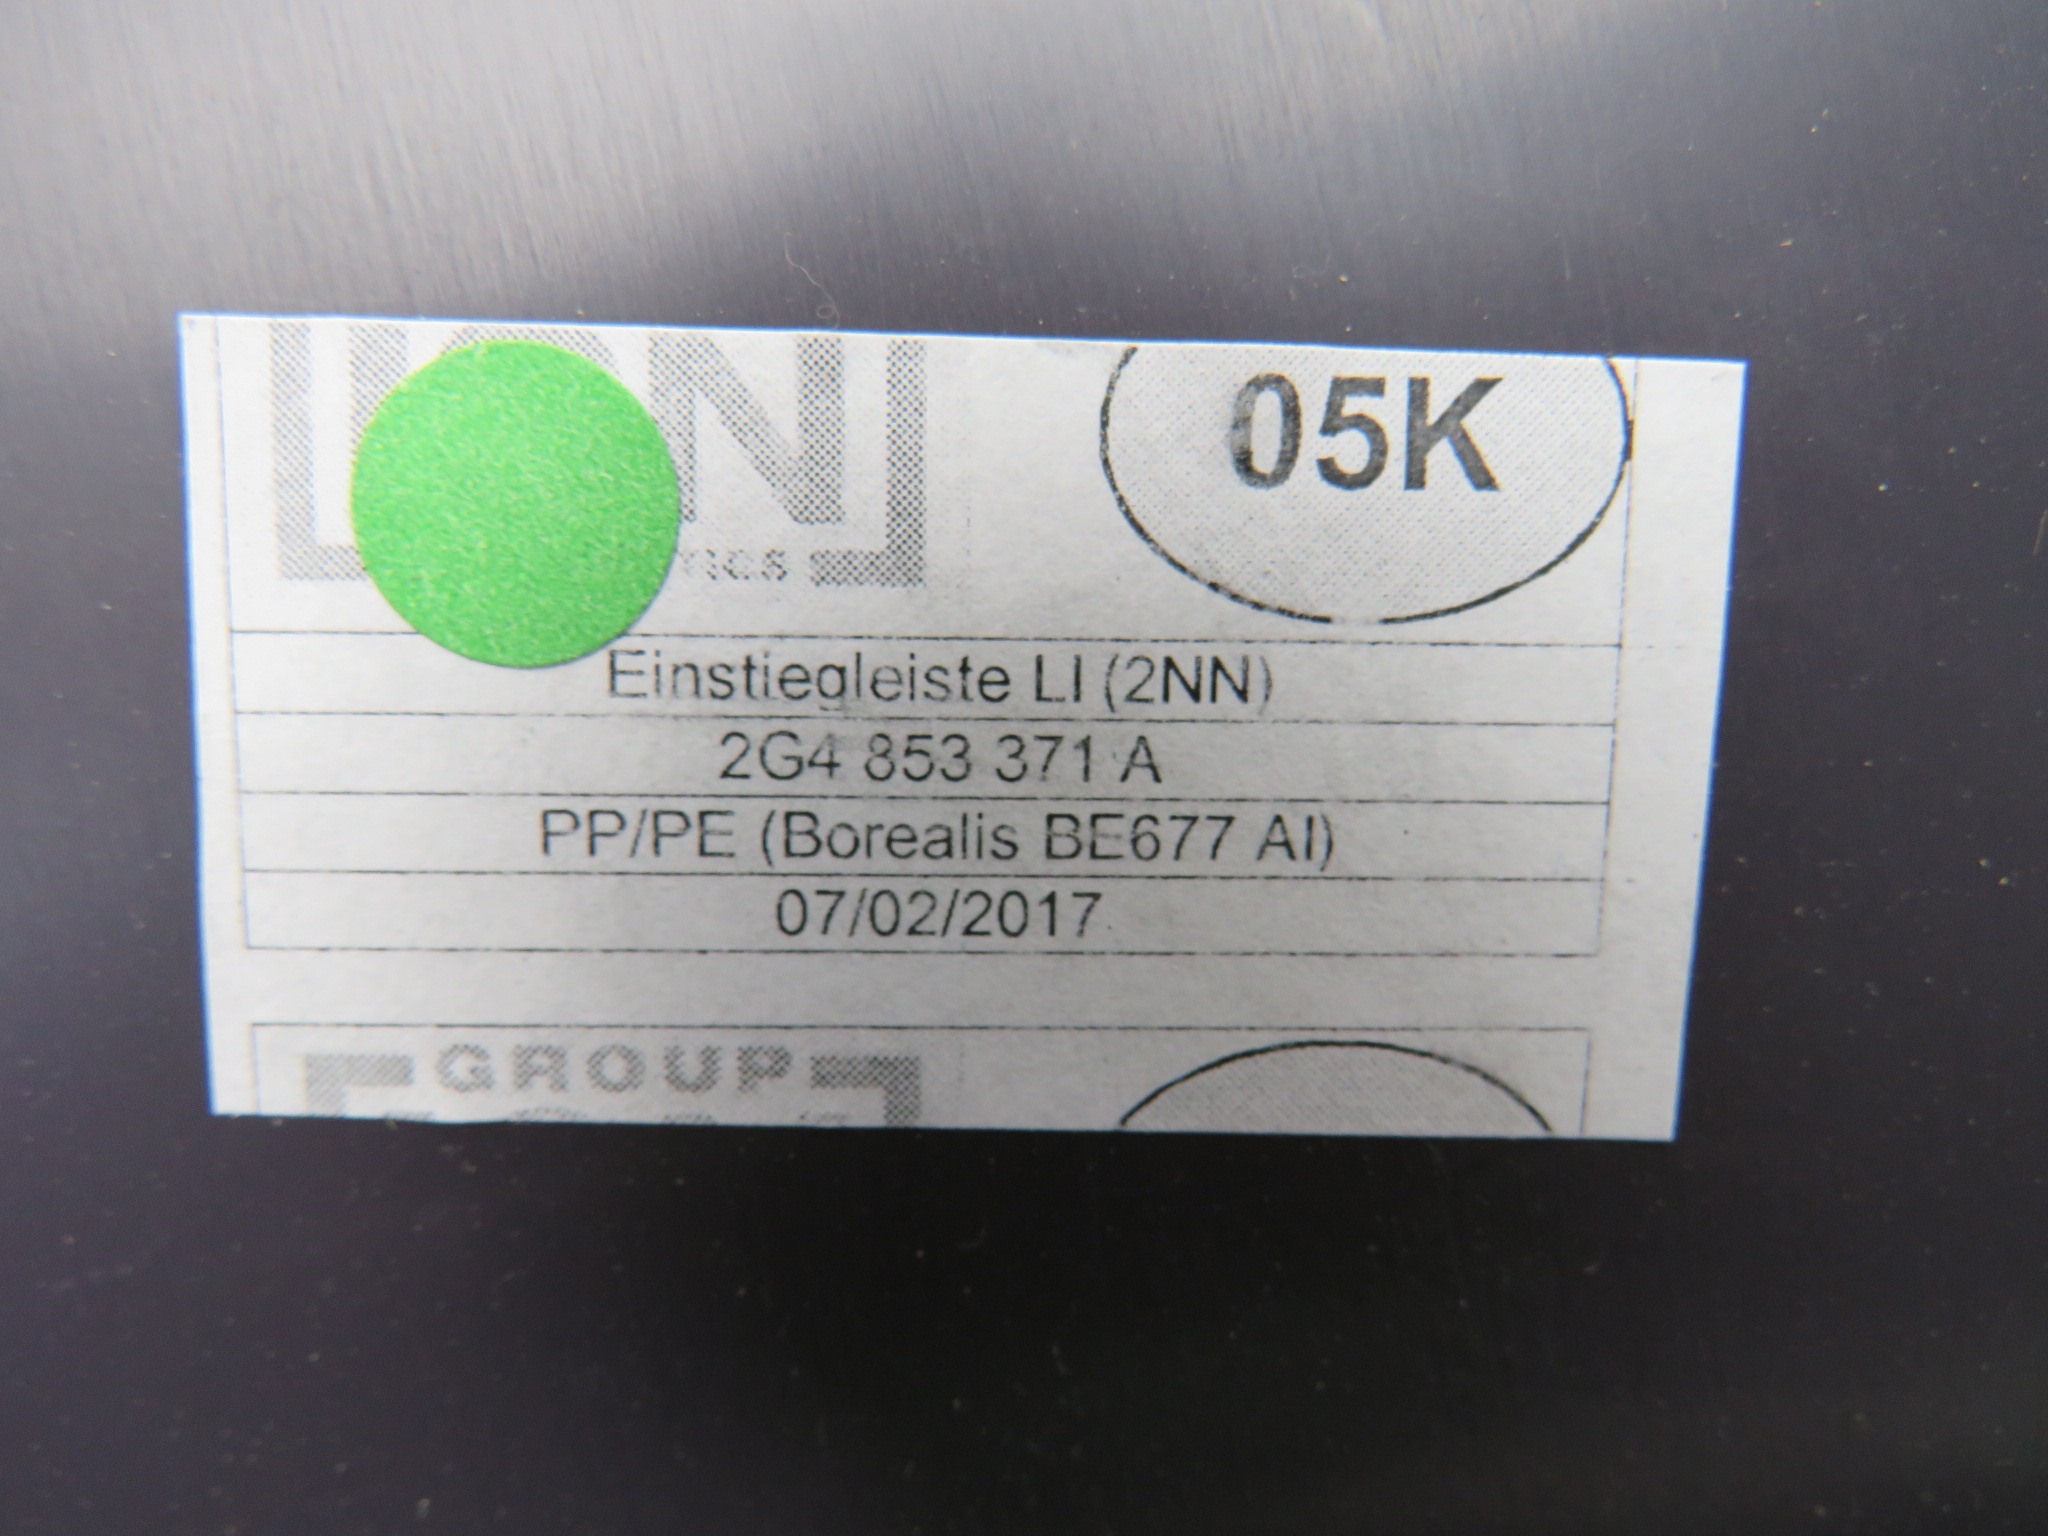 05K
Einstiegleiste LI (2NN)
2G4 853 371 A
PP/PE (Borealis BE677 AI)
07/02/2017
GROUP